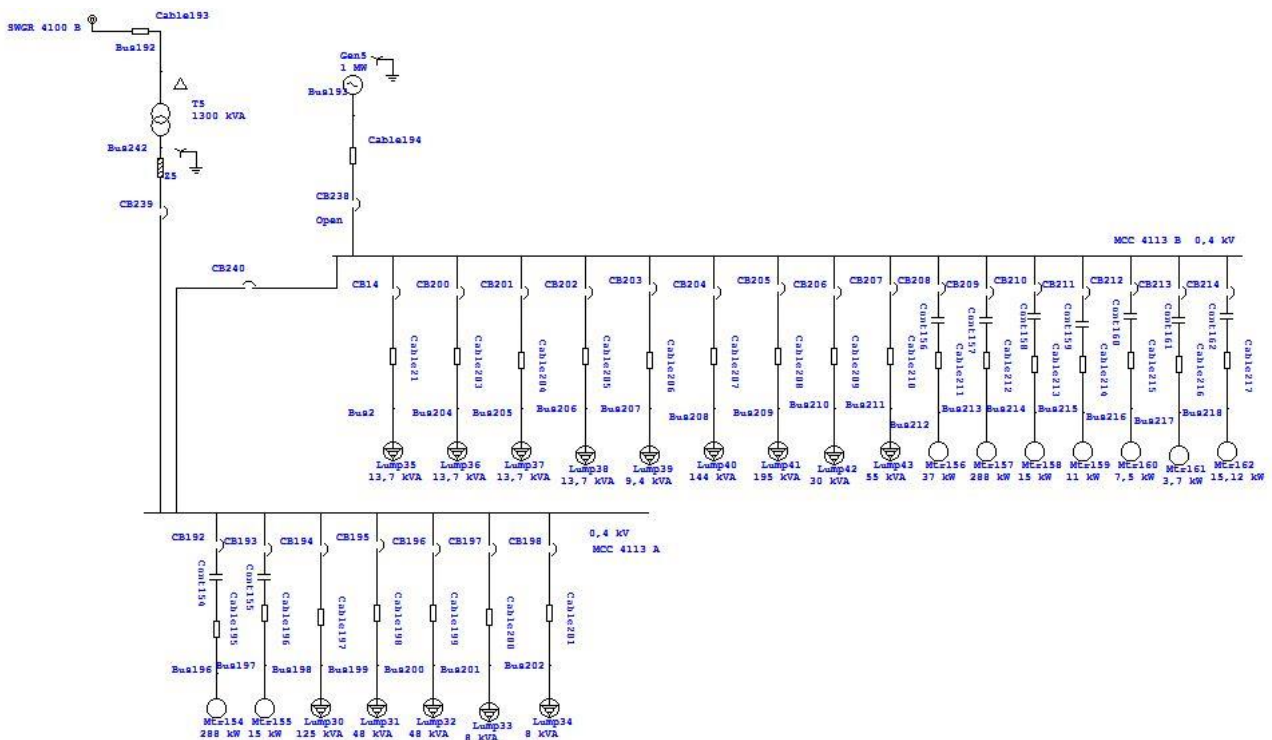 Cable193
SWGR 4100 B
Bus192
Gen5
1 MW
Bus193
T5
1300 kVA
Cable194
Bus242
Z5
CB239
CB238
Open
MCC 4113 B 0,4 kV
CB240
CB14 CB200 CB201 CB202 CB203 CB204 CB205 CB206 CB207 CB208 CB209 CB210 CB211 CB212 CB213 CB214
Cont156 Cont157 Cont158 Cont159 Cont160 Cont161 Cont162
Cable21 Cable203 Cable204 Cable205 Cable206 Cable207 Cable208 Cable209 Cable210 Cable211 Cable212 Cable213 Cable214 Cable215 Cable216 Cable217
Bus2 Bus204 Bus205 Bus206 Bus207 Bus208 Bus209 Bus210 Bus211 Bus212 Bus213 Bus214 Bus215 Bus216 Bus217 Bus218
Lump35 Lump36 Lump37 Lump38 Lump39 Lump40 Lump41 Lump42 Lump43 Mtr156 Mtr157 Mtr158 Mtr159 Mtr160 Mtr161 Mtr162
13,7 kVA 13,7 kVA 13,7 kVA 13,7 kVA 9,4 kVA 144 kVA 195 kVA 30 kVA 55 kVA 37 kW 288 kW 15 kW 11 kW 7,5 kW 3,7 kW 15,12 kW
0,4 kV
MCC 4113 A
CB192 CB193 CB194 CB195 CB196 CB197 CB198
Cont154 Cont155
Cable195 Cable196 Cable197 Cable198 Cable199 Cable200 Cable201
Bus196 Bus197 Bus198 Bus199 Bus200 Bus201 Bus202
Mtr154 Mtr155 Lump30 Lump31 Lump32 Lump33 Lump34
288 kW 15 kW 125 kVA 48 kVA 48 kVA 8 kVA 8 kVA